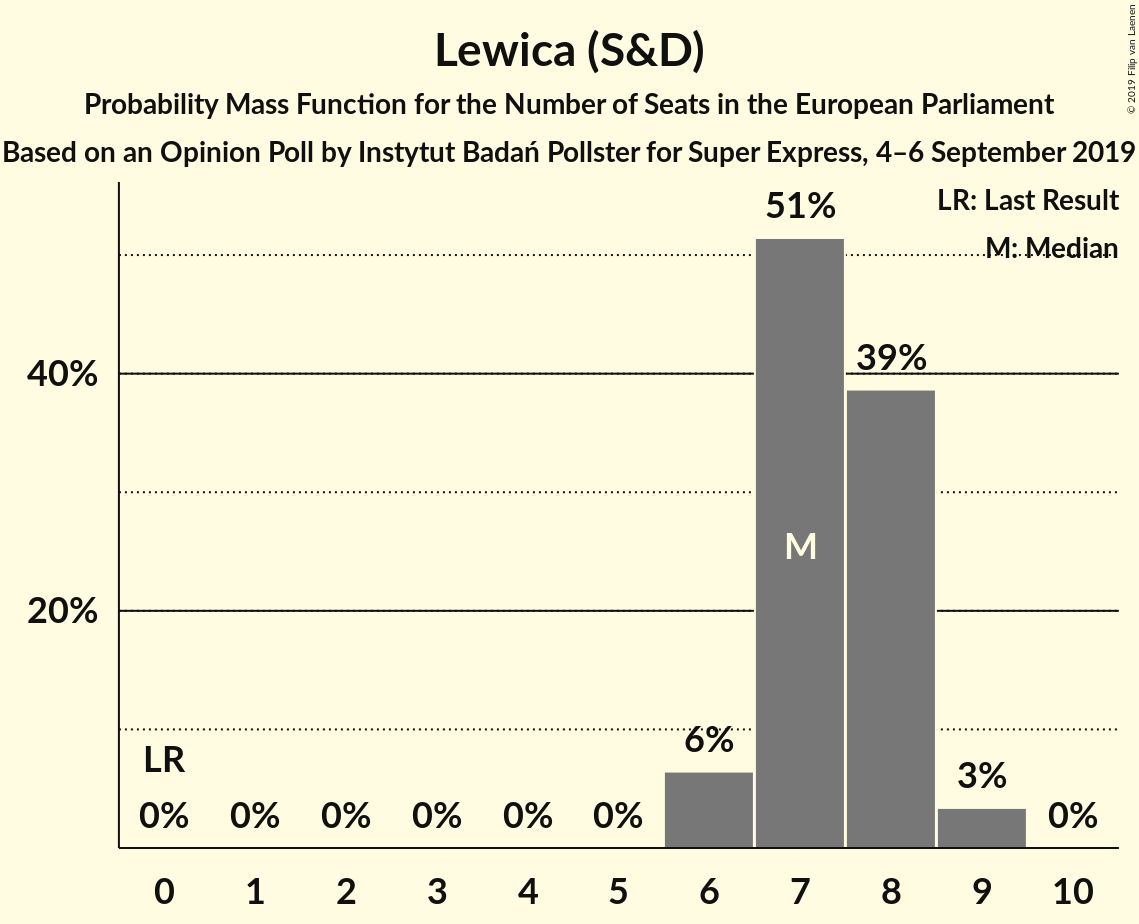 Lewica (S&D)
Probability Mass Function for the Number of Seats in the European Parliament
Based on an Opinion Poll by Instytut Badań Pollster for Super Express, 4–6 September 2019
© 2019 Filip van Laenen
LR: Last Result
M: Median
51%
39%
40%
M
20%
6%
LR
3%
0% 0% 0% 0% 0% 0% 0%
0 1 2 3 4 5 6 7 8 9 10